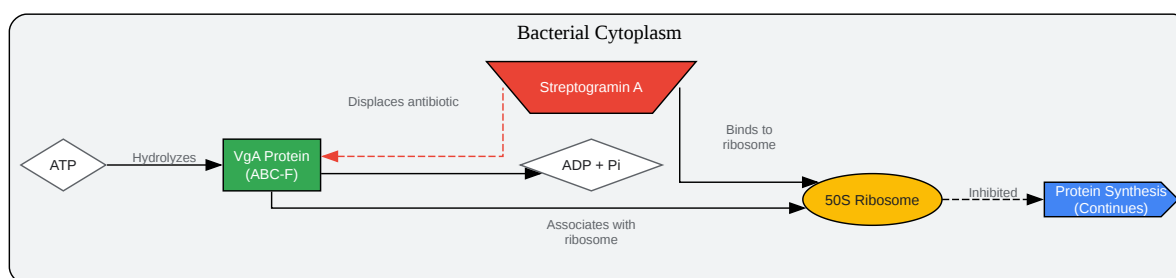 Bacterial Cytoplasm
Streptogramin A
Displaces antibiotic
Binds to
ribosome
ATP
Hydrolyzes
VgA Protein
(ABC-F)
ADP + Pi
50S Ribosome
Inhibited
Protein Synthesis
(Continues)
Associates with
ribosome